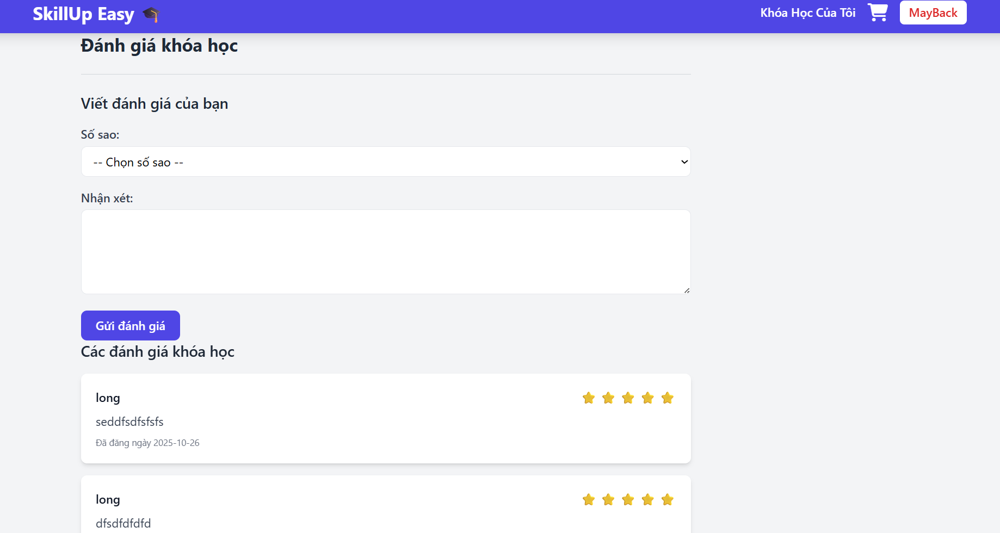 SkillUp Easy 🎓
Khóa Học Của Tôi
MayBack
Đánh giá khóa học
Viết đánh giá của bạn
Số sao:
-- Chọn số sao --
Nhận xét:
Gửi đánh giá
Các đánh giá khóa học
long
seddfsdfsfsfs
Đã đăng ngày 2025-10-26
long
dfsdfdfdfd